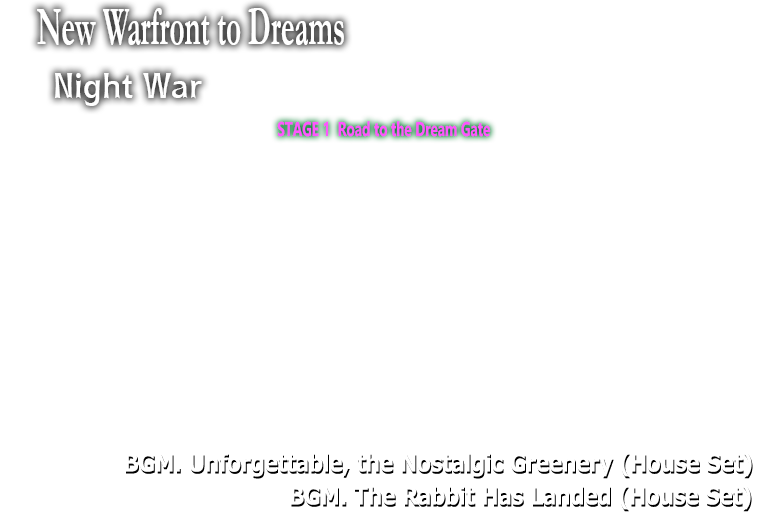 New Warfront to Dreams
Night War
STAGE 1 Road to the Dream Gate
BGM. Unforgettable, the Nostalgic Greenery (House Set)
BGM. The Rabbit Has Landed (House Set)